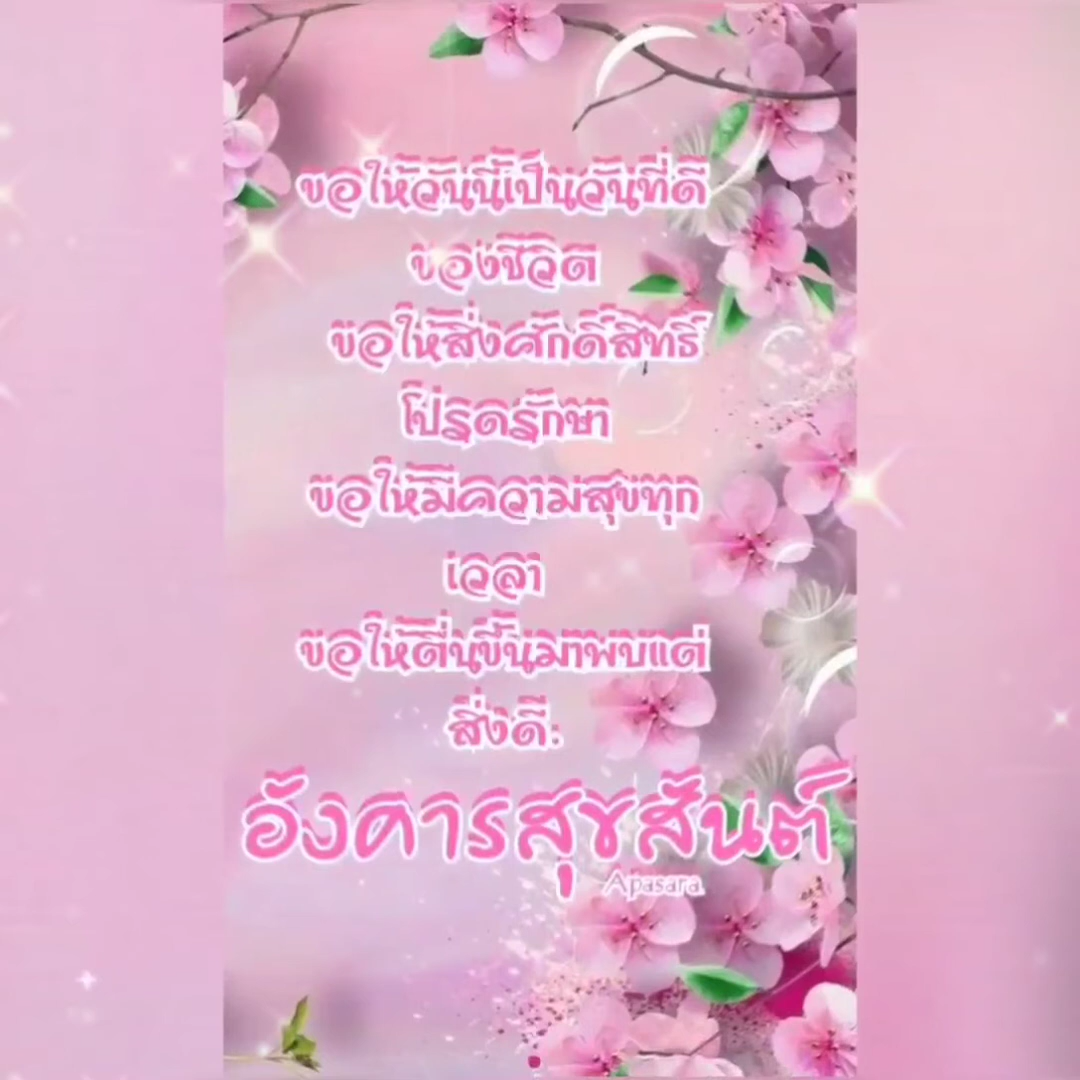 ขอให้วันนี้เป็นวันที่ดี
ของชีวิต
ขอให้สิ่งศักดิ์สิทธิ์
โปรดรักษา
ขอให้มีความสุขทุก
เวลา
ขอให้ตื่นขึ้นมาพบแต่
สิ่งดี:
อังคารสุขสันต์
Apasara